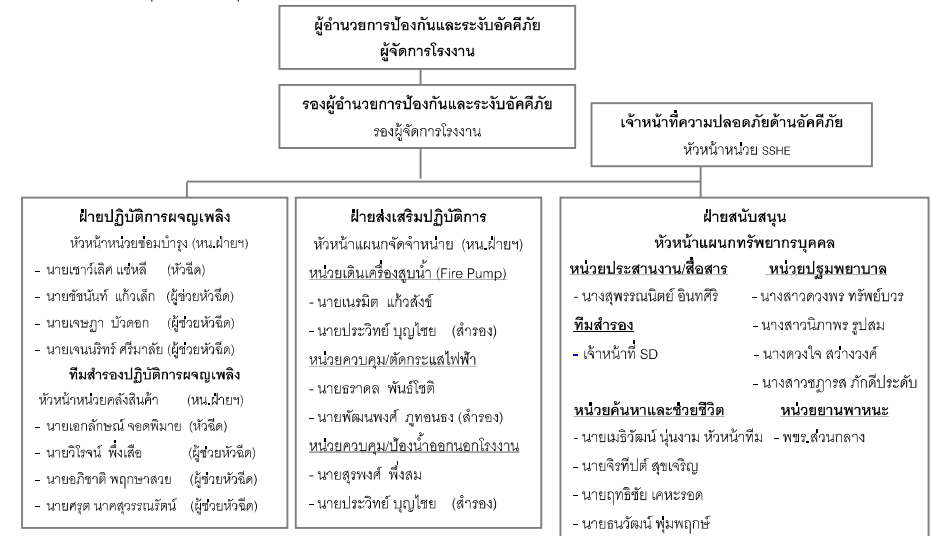 ผู้อำนวยการป้องกันและระงับอัคคีภัย
ผู้จัดการโรงงาน
รองผู้อำนวยการป้องกันและระงับอัคคีภัย
รองผู้จัดการโรงงาน
เจ้าหน้าที่ความปลอดภัยด้านอัคคีภัย
หัวหน้าหน่วย SSHE
ฝ่ายปฏิบัติการผจญเพลิง
หัวหน้าหน่วยซ่อมบำรุง (หน.ฝ่ายฯ)
- นายเชาว์เลิศ แซ่หลี (หัวฉีด)
- นายชัชนันท์ แก้วเล็ก (ผู้ช่วยหัวฉีด)
- นายเจษฎา บัวดอก (ผู้ช่วยหัวฉีด)
- นายเจนนริทร์ ศรีมาลัย (ผู้ช่วยหัวฉีด)
ทีมสำรองปฏิบัติการผจญเพลิง
หัวหน้าหน่วยคลังสินค้า (หน.ฝ่ายฯ)
- นายเอกลักษณ์ จอดพิมาย (หัวฉีด)
- นายวิโรจน์ พึ่งเสือ (ผู้ช่วยหัวฉีด)
- นายอภิชาติ พฤกษาสวย (ผู้ช่วยหัวฉีด)
- นายศรุต นาคสุวรรณรัตน์ (ผู้ช่วยหัวฉีด)
ฝ่ายส่งเสริมปฏิบัติการ
หัวหน้าแผนกจัดจำหน่าย (หน.ฝ่ายฯ)
หน่วยเดินเครื่องสูบน้ำ (Fire Pump)
- นายเนรมิต แก้วสังข์
- นายประวิทย์ บุญไชย (สำรอง)
หน่วยควบคุม/ตัดกระแสไฟฟ้า
- นายธราดล พันธ์โชติ
- นายพัฒนพงศ์ ภูทอนธง (สำรอง)
หน่วยควบคุม/ป้องน้ำออกนอกโรงงาน
- นายสุรพงศ์ พึ่งสม
- นายประวิทย์ บุญไชย (สำรอง)
ฝ่ายสนับสนุน
หัวหน้าแผนกทรัพยากรบุคคล
หน่วยประสานงาน/สื่อสาร
- นางสุพรรณนิตย์ อินทศิริ
ทีมสำรอง
- เจ้าหน้าที่ SD
หน่วยปฐมพยาบาล
- นางสาวดวงพร ทรัพย์บวร
- นางสาวนิภาพร รูปสม
- นางดวงใจ สว่างวงศ์
- นางสาวชฎารส ภักดีประดับ
หน่วยค้นหาและช่วยชีวิต
- นายเมธิวัฒน์ นุ่นงาม หัวหน้าทีม
- นายจิรทีปต์ สุขเจริญ
- นายฤทธิชัย เคหะรอด
- นายธนวัฒน์ พุ่มพฤกษ์
หน่วยยานพาหนะ
- พขร.ส่วนกลาง